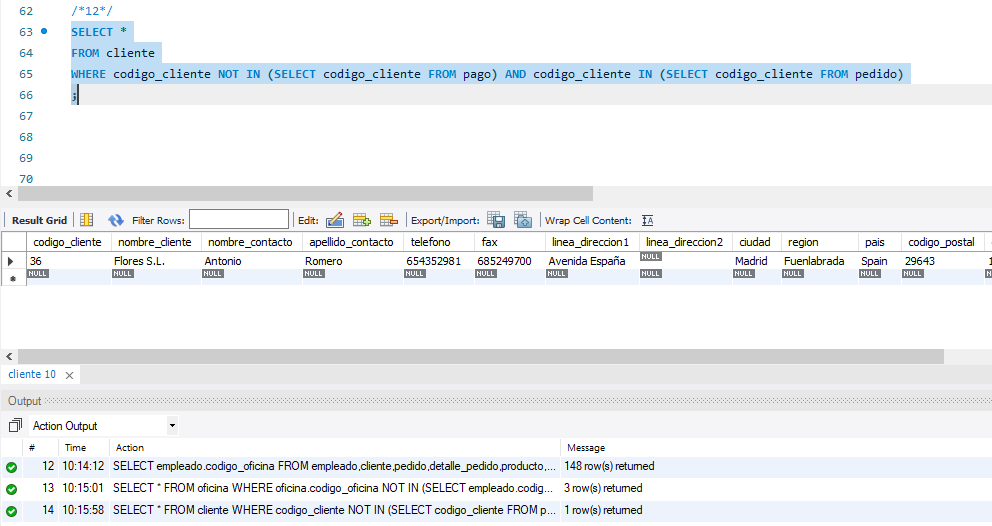 62 /*12*/
63 SELECT *
64 FROM cliente
65 WHERE codigo_cliente NOT IN (SELECT codigo_cliente FROM pago) AND codigo_cliente IN (SELECT codigo_cliente FROM pedido)
66 ;
67
68
69
70
Result Grid Filter Rows: Edit: Export/Import: Wrap Cell Content:
codigo_cliente nombre_cliente nombre_contacto apellido_contacto telefono fax linea_direccion1 linea_direccion2 ciudad region pais codigo_postal
36 Flores S.L. Antonio Romero 654352981 685249700 Avenida España NULL Madrid Fuenlabrada Spain 29643 1
NULL NULL NULL NULL NULL NULL NULL NULL NULL NULL NULL NULL
cliente 10
Output
Action Output
# Time Action Message
12 10:14:12 SELECT empleado.codigo_oficina FROM empleado,cliente,pedido,detalle_pedido,producto,... 148 row(s) returned
13 10:15:01 SELECT * FROM oficina WHERE oficina.codigo_oficina NOT IN (SELECT empleado.codig... 3 row(s) returned
14 10:15:58 SELECT * FROM cliente WHERE codigo_cliente NOT IN (SELECT codigo_cliente FROM p... 1 row(s) returned